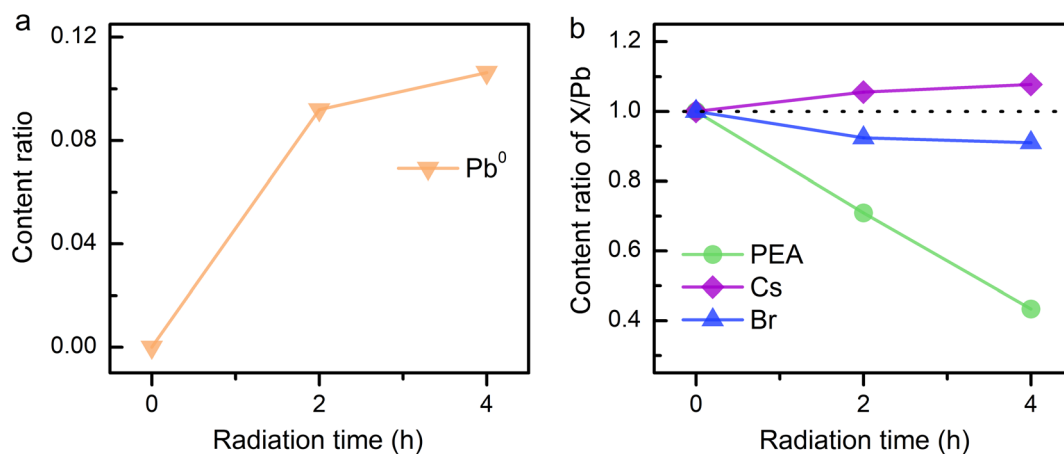 a
0.12
0.08
0.04
0.00
Content ratio
Pb⁰
0
2
4
Radiation time (h)
b
1.2
1.0
0.8
0.6
0.4
Content ratio of X/Pb
PEA
Cs
Br
0
2
4
Radiation time (h)